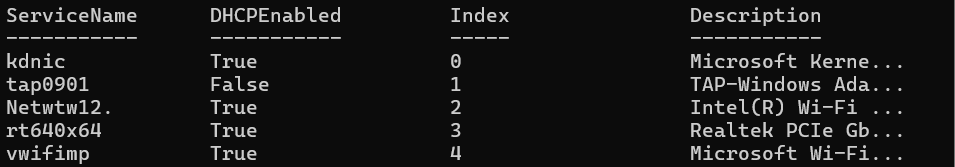 ServiceName DHCPEnabled Index Description
----------- ----------- ----- -----------
kdnic True 0 Microsoft Kerne...
tap0901 False 1 TAP-Windows Ada...
Netwtw12. True 2 Intel(R) Wi-Fi ...
rt640x64 True 3 Realtek PCIe Gb...
vwifimp True 4 Microsoft Wi-Fi...